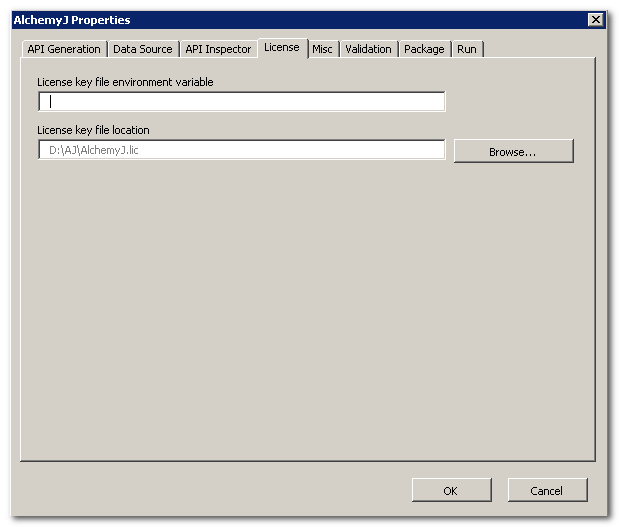 AlchemyJ Properties
API Generation Data Source API Inspector License Misc Validation Package Run
License key file environment variable
License key file location
D:\AJ\AlchemyJ.lic Browse...
OK Cancel